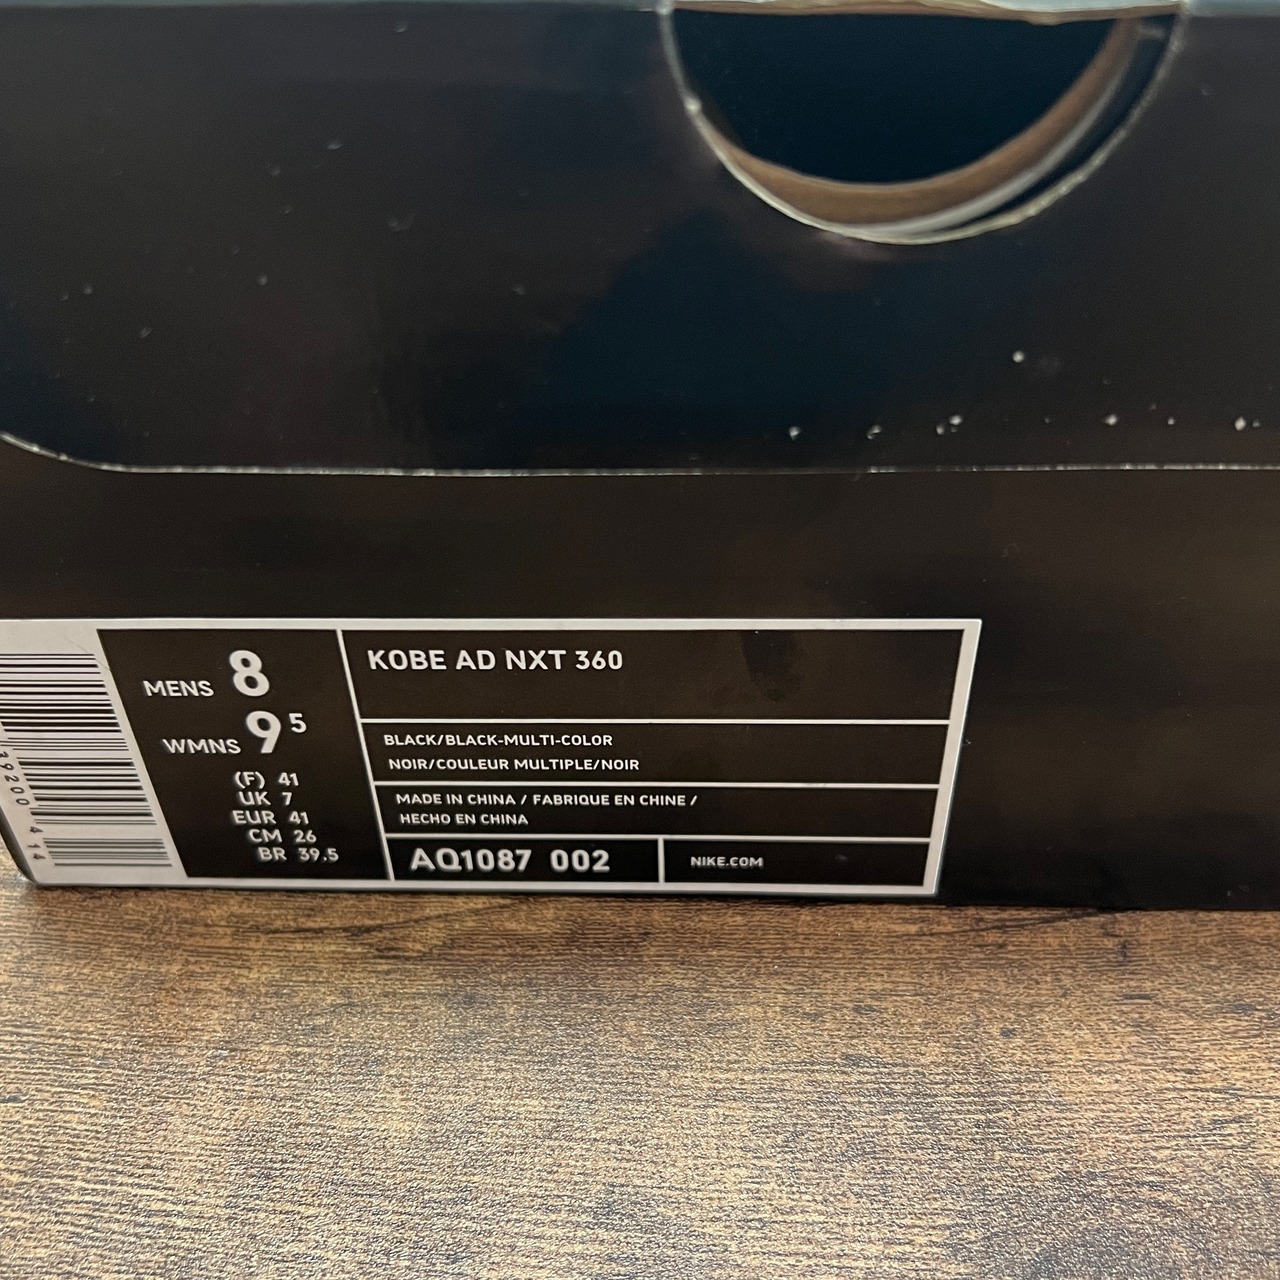 MENS 8
WMNS 9 5
(F) 41
UK 7
EUR 41
CM 26
BR 39.5
KOBE AD NXT 360
BLACK/BLACK-MULTI-COLOR
NOIR/COULEUR MULTIPLE/NOIR
MADE IN CHINA / FABRIQUE EN CHINE /
HECHO EN CHINA
AQ1087 002
NIKE.COM